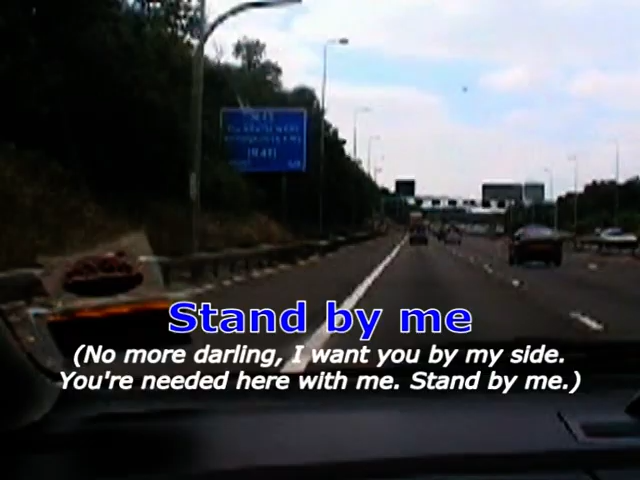 Stand by me
(No more darling, I want you by my side.
You're needed here with me. Stand by me.)